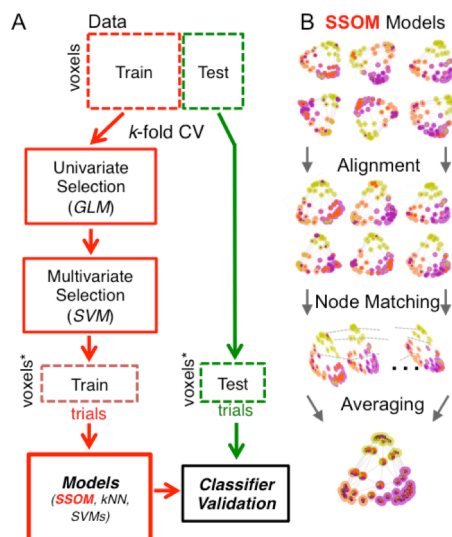 A
Data
voxels
Train
Test
k-fold CV
Univariate
Selection
(GLM)
Multivariate
Selection
(SVM)
voxels*
Train
trials
voxels*
Test
trials
Models
(SSOM, kNN,
SVMs)
Classifier
Validation
B SSOM Models
Alignment
Node Matching
...
Averaging